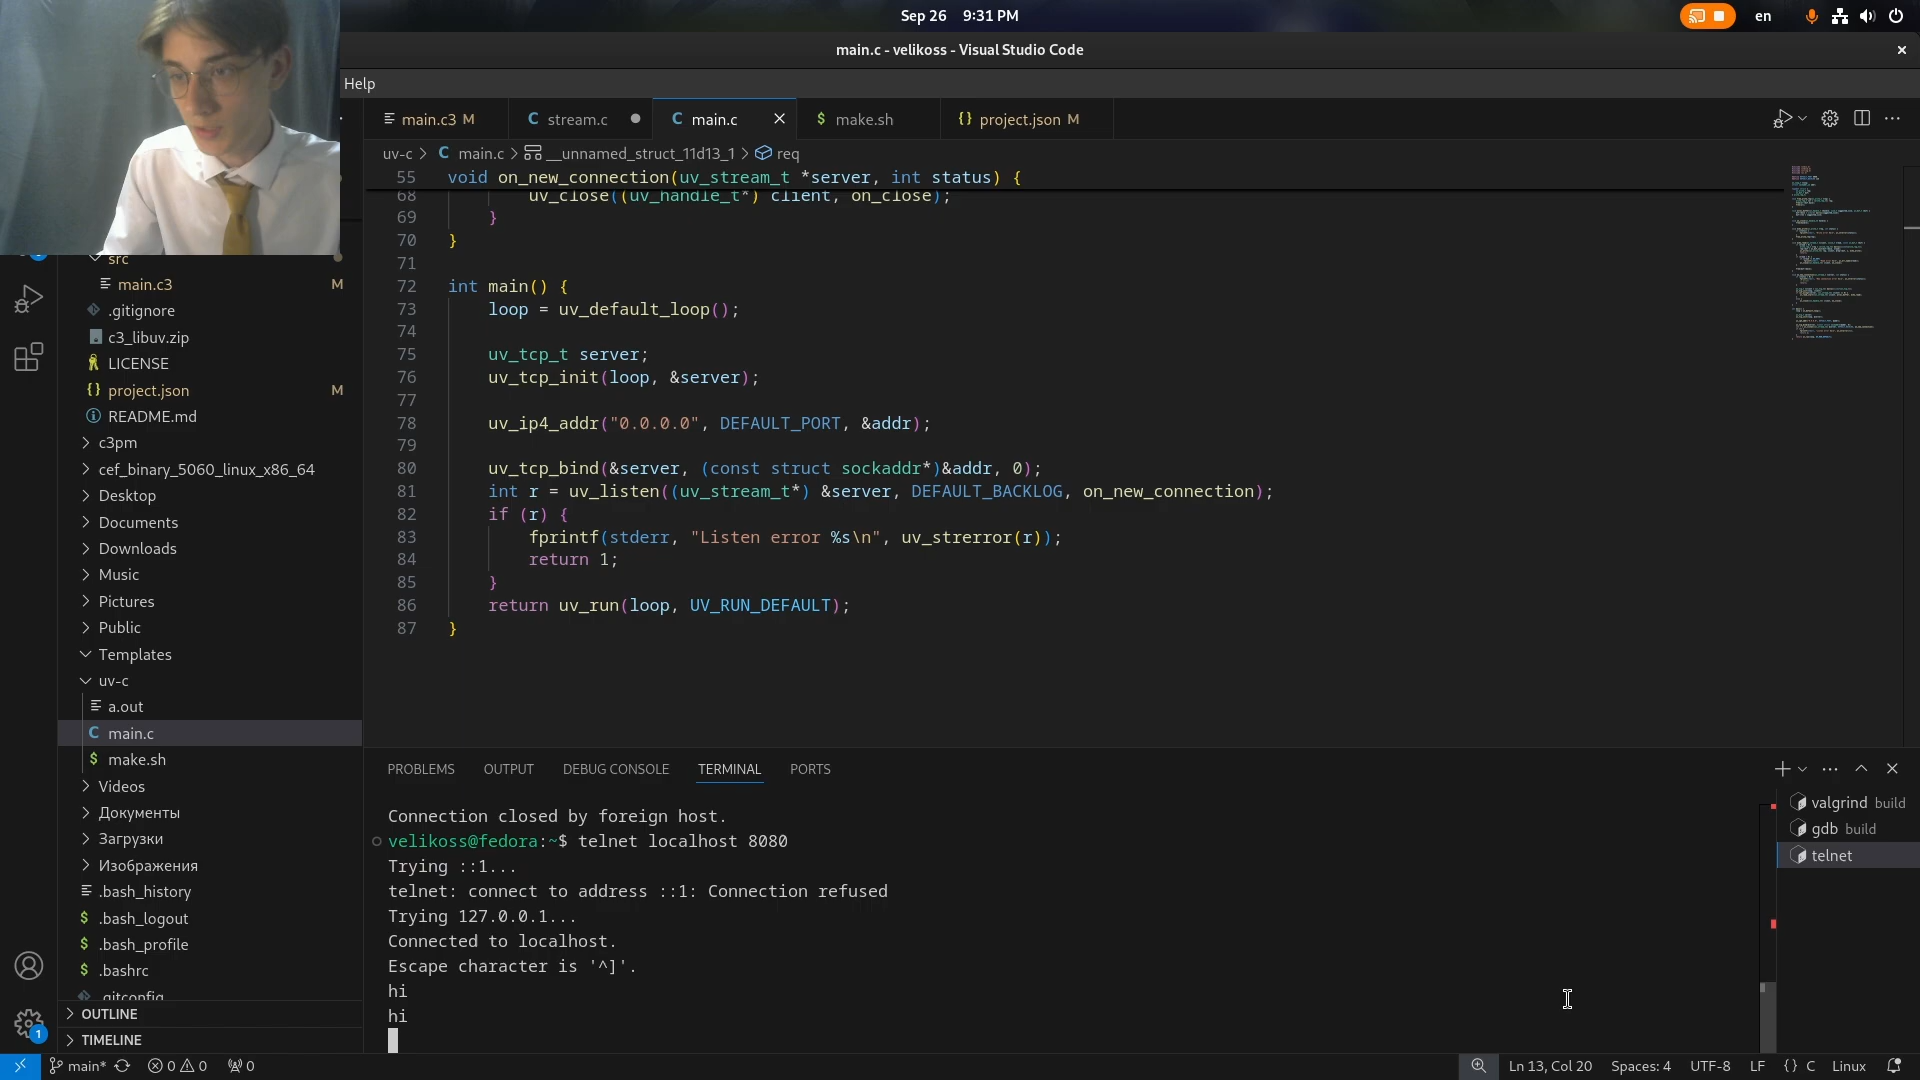 Sep 26 9:31 PM
en
main.c - velikoss - Visual Studio Code
Help
main.c3 M
stream.c
main.c
make.sh
project.json M
uv-c > main.c > __unnamed_struct_11d13_1 > req
55 void on_new_connection(uv_stream_t *server, int status) {
68 uv_close((uv_handle_t*) client, on_close);
69 }
70 }
71
72 int main() {
73 loop = uv_default_loop();
74
75 uv_tcp_t server;
76 uv_tcp_init(loop, &server);
77
78 uv_ip4_addr("0.0.0.0", DEFAULT_PORT, &addr);
79
80 uv_tcp_bind(&server, (const struct sockaddr*)&addr, 0);
81 int r = uv_listen((uv_stream_t*) &server, DEFAULT_BACKLOG, on_new_connection);
82 if (r) {
83 fprintf(stderr, "Listen error %s\n", uv_strerror(r));
84 return 1;
85 }
86 return uv_run(loop, UV_RUN_DEFAULT);
87 }
src
main.c3 M
.gitignore
c3_libuv.zip
LICENSE
project.json M
README.md
c3pm
cef_binary_5060_linux_x86_64
Desktop
Documents
Downloads
Music
Pictures
Public
Templates
uv-c
a.out
main.c
make.sh
Videos
Документы
Загрузки
Изображения
.bash_history
.bash_logout
.bash_profile
.bashrc
.gitconfig
OUTLINE
TIMELINE
1
PROBLEMS OUTPUT DEBUG CONSOLE TERMINAL PORTS
Connection closed by foreign host.
velikoss@fedora:~$ telnet localhost 8080
Trying ::1...
telnet: connect to address ::1: Connection refused
Trying 127.0.0.1...
Connected to localhost.
Escape character is '^]'.
hi
hi
valgrind build
gdb build
telnet
main* 0 0 0
Ln 13, Col 20 Spaces: 4 UTF-8 LF {} C Linux